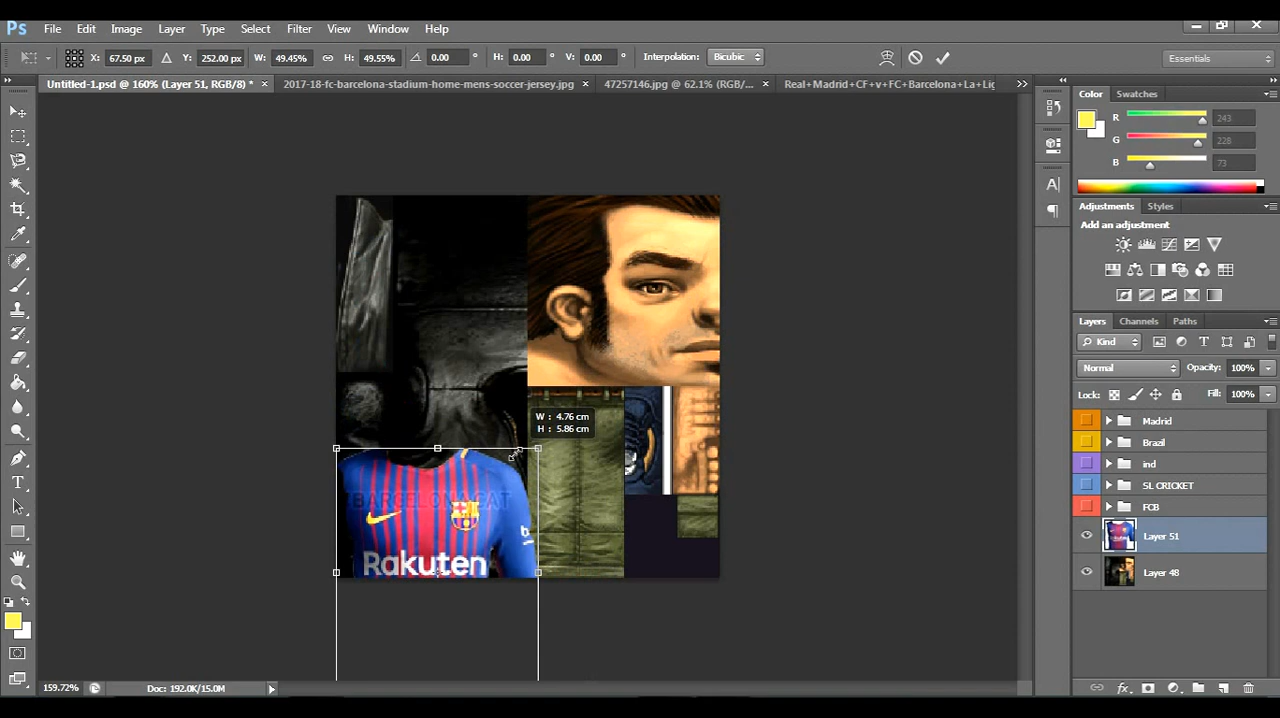 Ps File Edit Image Layer Type Select Filter View Window Help
X: 67.50 px Y: 252.00 px W: 49.45% H: 49.55% 0.00 ° H: 0.00 ° V: 0.00 ° Interpolation: Bicubic Essentials
Untitled-1.psd @ 160% (Layer 51, RGB/8) * × 2017-18-fc-barcelona-stadium-home-mens-soccer-jersey.jpg × 47257146.jpg @ 62.1% (RGB/... × Real+Madrid+CF+v+FC+Barcelona+La+Lig
Color Swatches
R 243
G 228
B 73
Adjustments Styles
Add an adjustment
Layers Channels Paths
Kind
Normal Opacity: 100%
Lock: Fill: 100%
Madrid
Brazil
ind
SL CRICKET
FCB
Layer 51
Layer 48
W : 4.76 cm
H : 5.86 cm
BARCELONA.CAT
Rakuten
159.72% Doc: 192.0K/15.0M